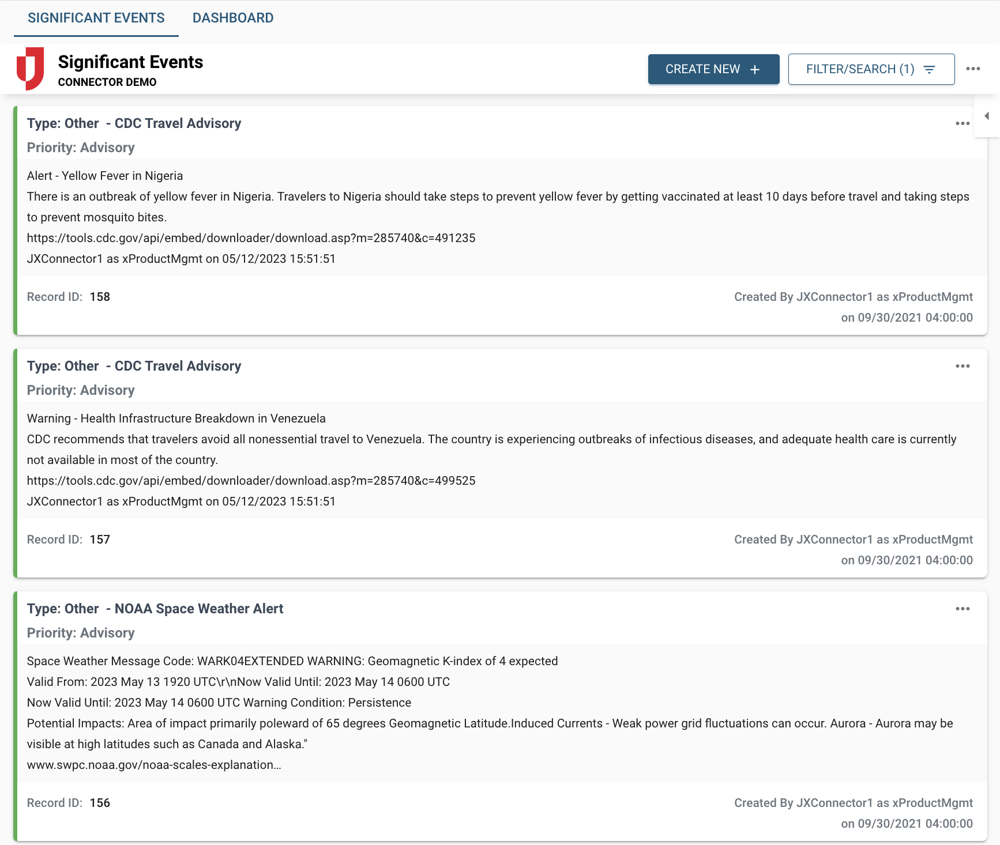 SIGNIFICANT EVENTS DASHBOARD
Significant Events
CONNECTOR DEMO
CREATE NEW + FILTER/SEARCH (1)
Type: Other - CDC Travel Advisory
Priority: Advisory
Alert - Yellow Fever in Nigeria
There is an outbreak of yellow fever in Nigeria. Travelers to Nigeria should take steps to prevent yellow fever by getting vaccinated at least 10 days before travel and taking steps
to prevent mosquito bites.
https://tools.cdc.gov/api/embed/downloader/download.asp?m=285740&c=491235
JXConnector1 as xProductMgmt on 05/12/2023 15:51:51
Record ID: 158
Created By JXConnector1 as xProductMgmt
on 09/30/2021 04:00:00
Type: Other - CDC Travel Advisory
Priority: Advisory
Warning - Health Infrastructure Breakdown in Venezuela
CDC recommends that travelers avoid all nonessential travel to Venezuela. The country is experiencing outbreaks of infectious diseases, and adequate health care is currently
not available in most of the country.
https://tools.cdc.gov/api/embed/downloader/download.asp?m=285740&c=499525
JXConnector1 as xProductMgmt on 05/12/2023 15:51:51
Record ID: 157
Created By JXConnector1 as xProductMgmt
on 09/30/2021 04:00:00
Type: Other - NOAA Space Weather Alert
Priority: Advisory
Space Weather Message Code: WARK04EXTENDED WARNING: Geomagnetic K-index of 4 expected
Valid From: 2023 May 13 1920 UTC\r\nNow Valid Until: 2023 May 14 0600 UTC
Now Valid Until: 2023 May 14 0600 UTC Warning Condition: Persistence
Potential Impacts: Area of impact primarily poleward of 65 degrees Geomagnetic Latitude.Induced Currents - Weak power grid fluctuations can occur. Aurora - Aurora may be
visible at high latitudes such as Canada and Alaska."
www.swpc.noaa.gov/noaa-scales-explanation…
Record ID: 156
Created By JXConnector1 as xProductMgmt
on 09/30/2021 04:00:00